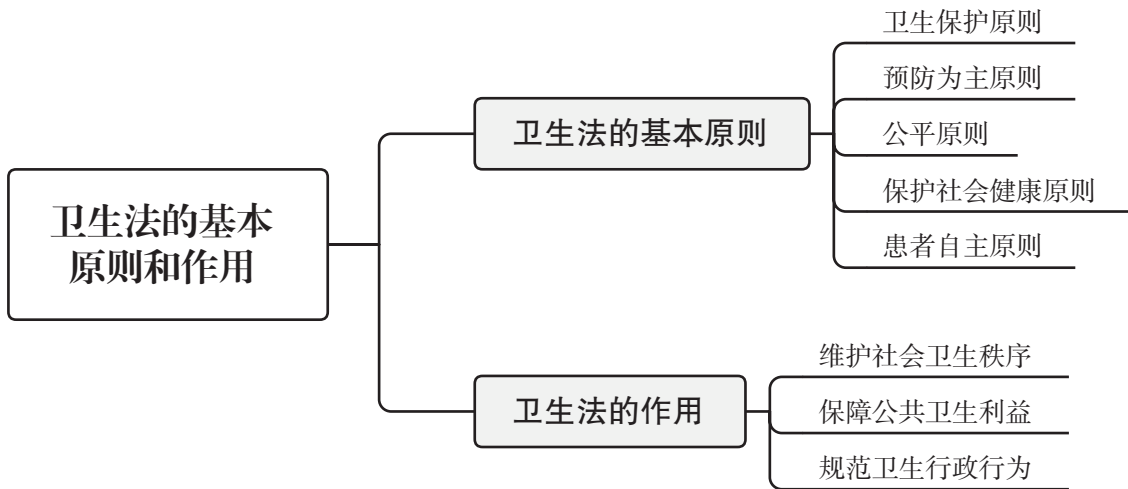 卫生法的基本
原则和作用
卫生法的基本原则
卫生保护原则
预防为主原则
公平原则
保护社会健康原则
患者自主原则
卫生法的作用
维护社会卫生秩序
保障公共卫生利益
规范卫生行政行为